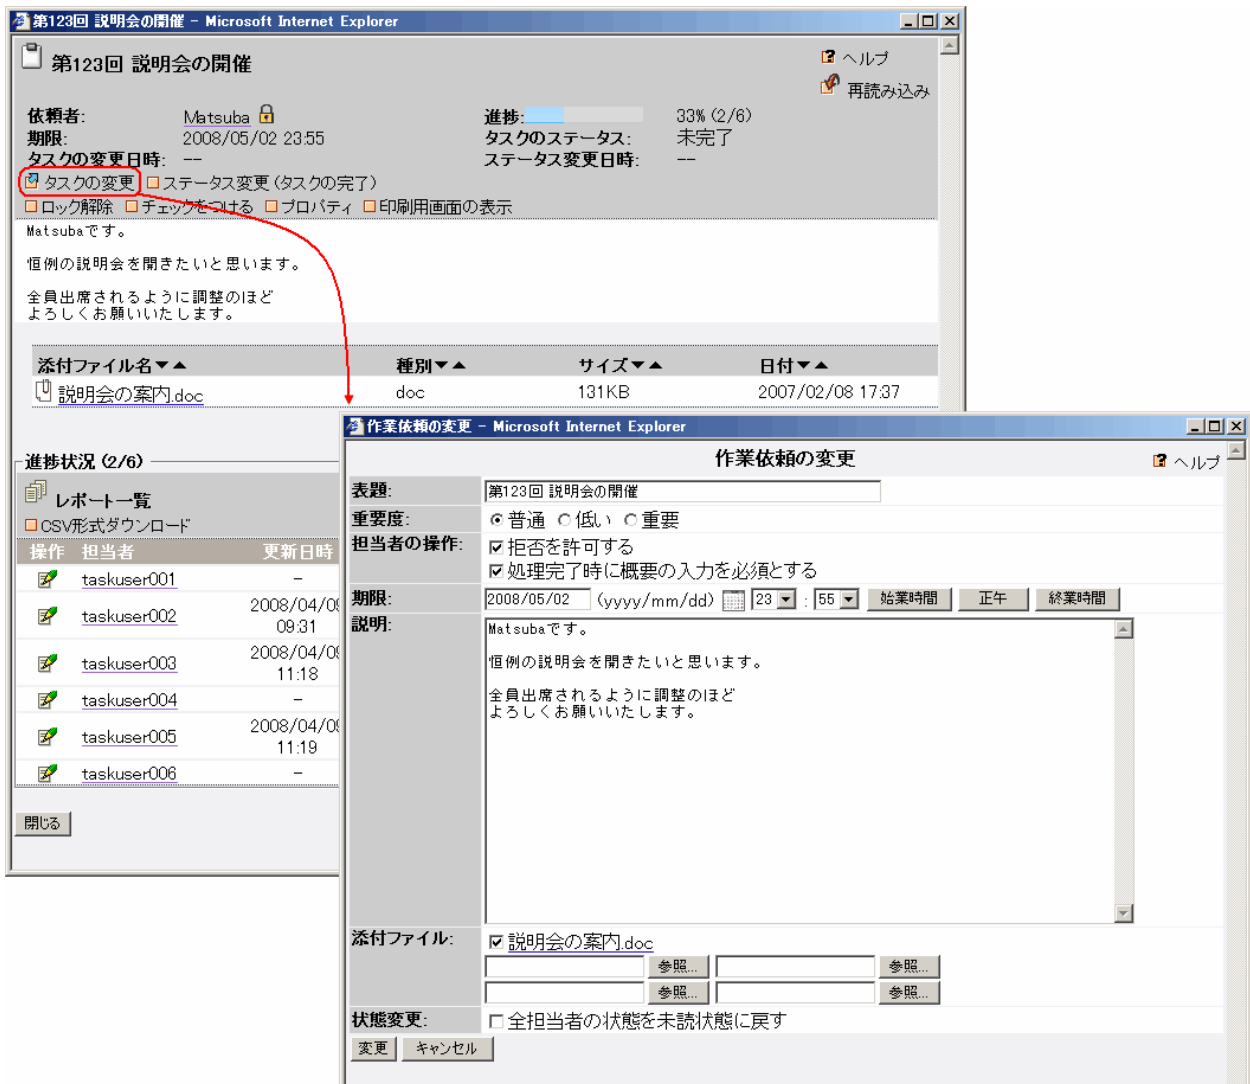 第123回 説明会の開催 - Microsoft Internet Explorer
第123回 説明会の開催
ヘルプ
再読み込み
依頼者: Matsuba 進捗: 33% (2/6)
期限: 2008/05/02 23:55 タスクのステータス: 未完了
タスクの変更日時: -- ステータス変更日時: --
タスクの変更 ステータス変更(タスクの完了)
ロック解除 チェックをつける プロパティ 印刷用画面の表示
Matsubaです。
恒例の説明会を開きたいと思います。
全員出席されるように調整のほど
よろしくお願いいたします。
添付ファイル名▼▲ 種別▼▲ サイズ▼▲ 日付▼▲
説明会の案内.doc doc 131KB 2007/02/08 17:37
進捗状況 (2/6)
レポート一覧
CSV形式ダウンロード
操作 担当者 更新日時
taskuser001 -
taskuser002 2008/04/09
09:31
taskuser003 2008/04/09
11:18
taskuser004 -
taskuser005 2008/04/09
11:19
taskuser006 -
閉じる
作業依頼の変更 - Microsoft Internet Explorer
作業依頼の変更
ヘルプ
表題: 第123回 説明会の開催
重要度: 普通 低い 重要
担当者の操作: 拒否を許可する
処理完了時に概要の入力を必須とする
期限: 2008/05/02 (yyyy/mm/dd) 23 : 55 始業時間 正午 終業時間
説明: Matsubaです。
恒例の説明会を開きたいと思います。
全員出席されるように調整のほど
よろしくお願いいたします。
添付ファイル: 説明会の案内.doc
参照... 参照...
参照... 参照...
状態変更: 全担当者の状態を未読状態に戻す
変更 キャンセル